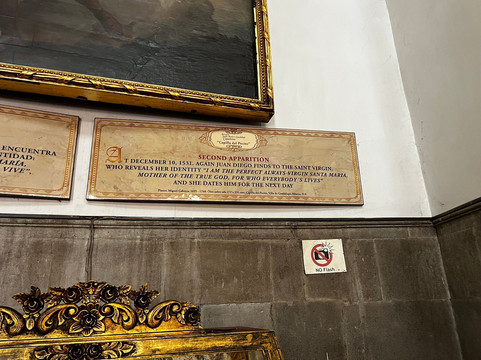 NCUENTRA
TIDAD:
ARÍA,
VIVE".
"Capilla del Pocito"
SECOND APPARITION
AT DECEMBER 10, 1531, AGAIN JUAN DIEGO FINDS TO THE SAINT VIRGIN,
WHO REVEALS HER IDENTITY "I AM THE PERFECT ALWAYS VIRGIN SANTA MARIA,
MOTHER OF THE TRUE GOD, FOR WHO EVERYBODY'S LIVES"
AND SHE DATES HIM FOR THE NEXT DAY
NO Flash